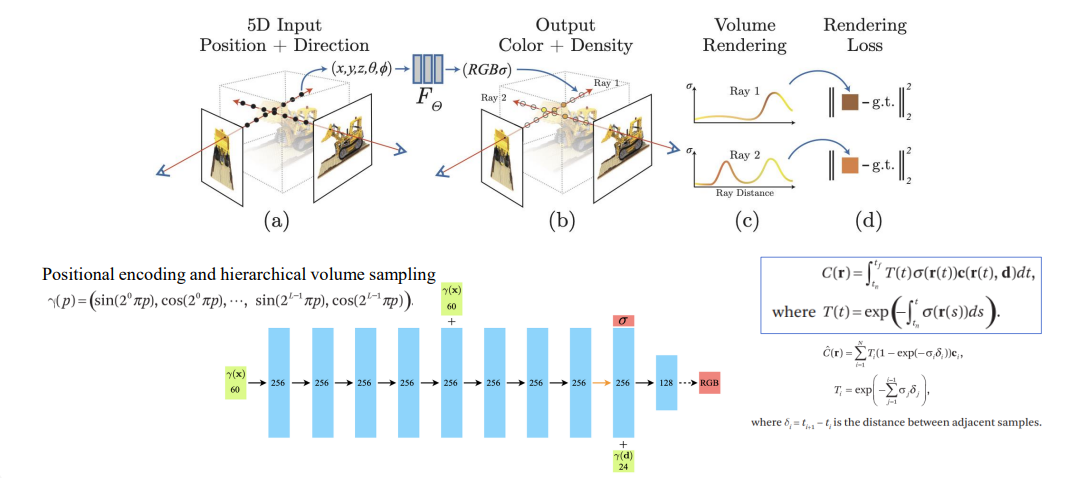 5D Input
Position + Direction
Output
Color + Density
Volume
Rendering
Rendering
Loss
(x,y,z,θ,ϕ)
F_Θ
(RGBσ)
Ray 1
Ray 2
σ
Ray 1
σ
Ray 2
Ray Distance
‖ - g.t. ‖₂²
‖ - g.t. ‖₂²
(a)
(b)
(c)
(d)
Positional encoding and hierarchical volume sampling
γ(p) = (sin(2⁰πp), cos(2⁰πp), ⋯, sin(2^{L-1}πp), cos(2^{L-1}πp)).
γ(x)
60
+
σ
γ(x)
60
256
256
256
256
256
256
256
256
256
128
RGB
+
γ(d)
24
C(r) = ∫_{t_n}^{t_f} T(t)σ(r(t))c(r(t), d)dt,
where T(t) = exp(-∫_{t_n}^{t} σ(r(s))ds).
Ĉ(r) = ∑_{i=1}^{N} T_i(1 - exp(-σ_iδ_i))c_i,
T_i = exp(-∑_{j=1}^{i-1} σ_jδ_j),
where δ_i = t_{i+1} - t_i is the distance between adjacent samples.